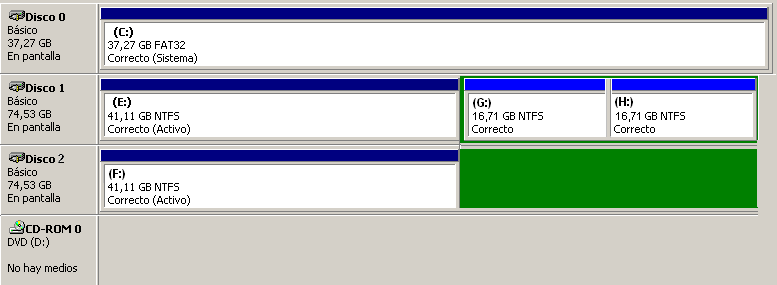 Disco 0
Básico
37,27 GB
En pantalla
(C:)
37,27 GB FAT32
Correcto (Sistema)
Disco 1
Básico
74,53 GB
En pantalla
(E:)
41,11 GB NTFS
Correcto (Activo)
(G:)
16,71 GB NTFS
Correcto
(H:)
16,71 GB NTFS
Correcto
Disco 2
Básico
74,53 GB
En pantalla
(F:)
41,11 GB NTFS
Correcto (Activo)
CD-ROM 0
DVD (D:)
No hay medios